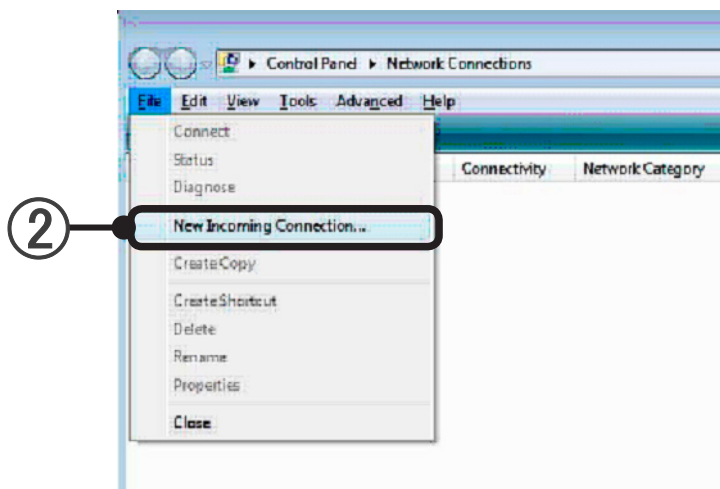 Control Panel ▸ Network Connections
File Edit View Tools Advanced Help
Connect
Status
Connectivity Network Category
Diagnose
② New Incoming Connection...
Create Copy
Create Shortcut
Delete
Rename
Properties
Close